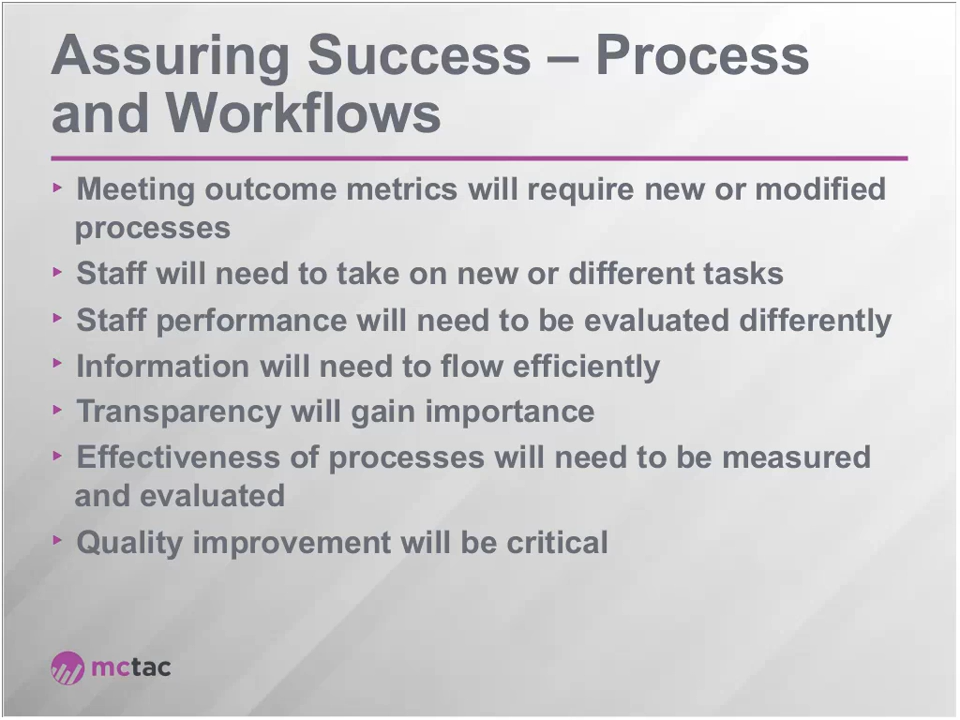 Assuring Success – Process
and Workflows
‣ Meeting outcome metrics will require new or modified
processes
‣ Staff will need to take on new or different tasks
‣ Staff performance will need to be evaluated differently
‣ Information will need to flow efficiently
‣ Transparency will gain importance
‣ Effectiveness of processes will need to be measured
and evaluated
‣ Quality improvement will be critical
mctac